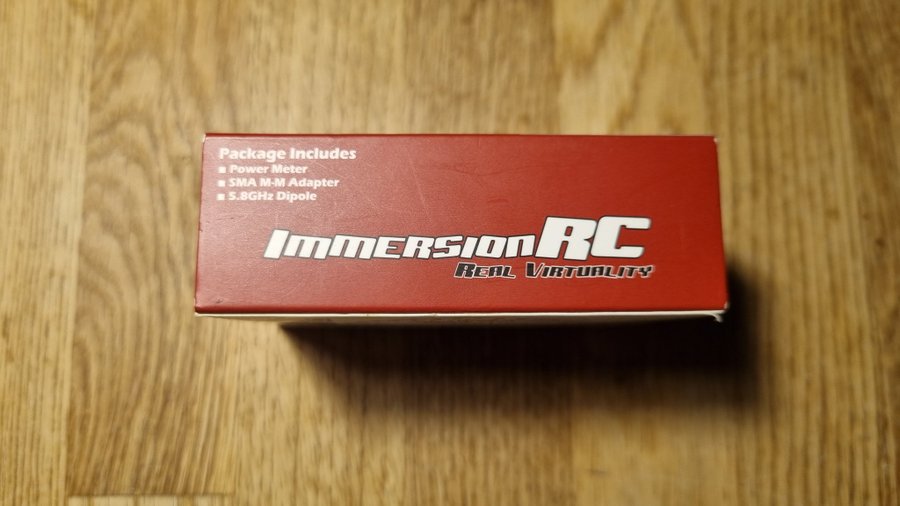 Package Includes
▪ Power Meter
▪ SMA M-M Adapter
▪ 5.8GHz Dipole
ImmersionRC
Real Virtuality